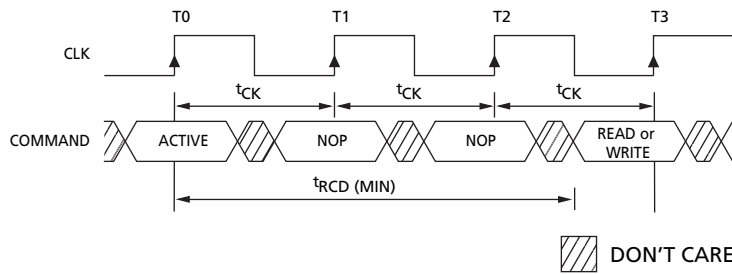 T0 T1 T2 T3
CLK
tCK tCK tCK
COMMAND ACTIVE NOP NOP READ or
WRITE
tRCD (MIN)
DON'T CARE